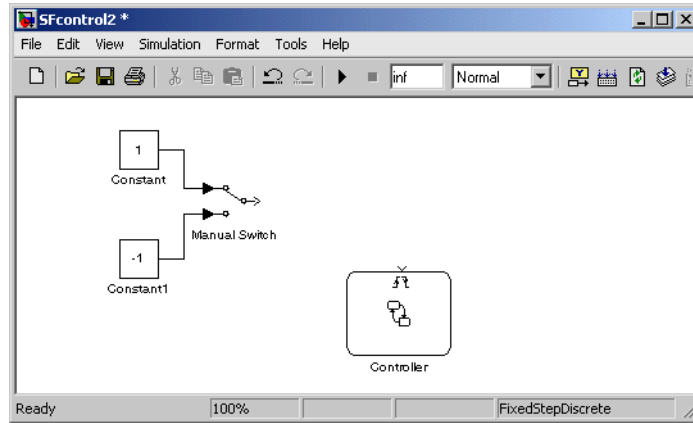 SFcontrol2 *
File Edit View Simulation Format Tools Help
inf Normal
1
Constant
Manual Switch
-1
Constant1
Controller
Ready 100% FixedStepDiscrete